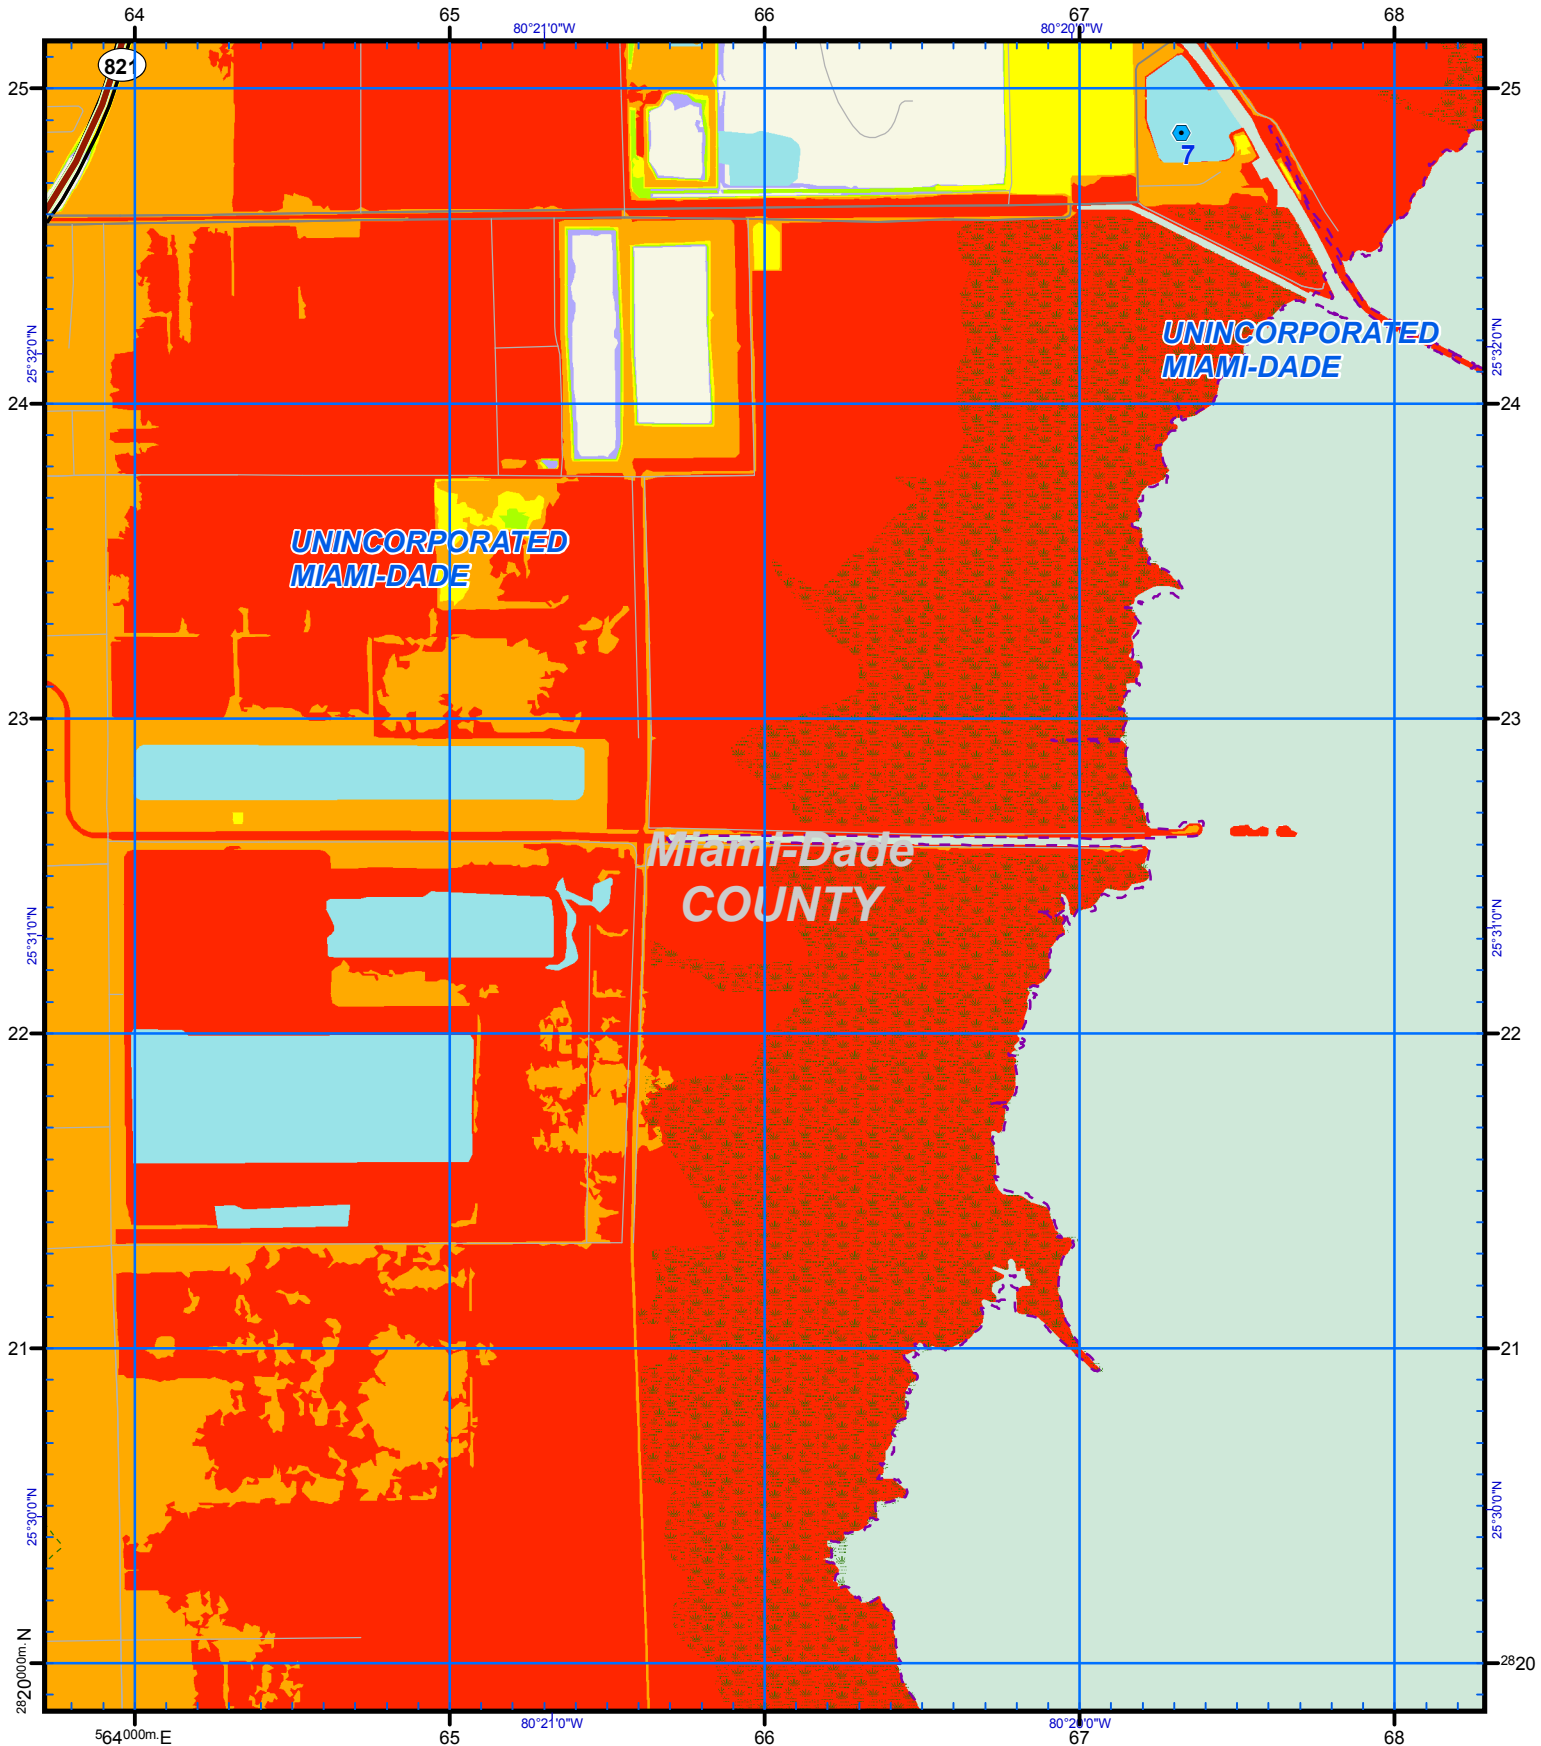 64 65 66 67 68
80°21'0"W 80°20'0"W
821
25 25
7
25°32'0"N 25°32'0"N
UNINCORPORATED
MIAMI-DADE
24 24
UNINCORPORATED
MIAMI-DADE
23 23
Miami-Dade
COUNTY
25°31'0"N 25°31'0"N
22 22
21 21
25°30'0"N 25°30'0"N
2820000m. N 2820
80°21'0"W 80°20'0"W
564000m. E 65 66 67 68